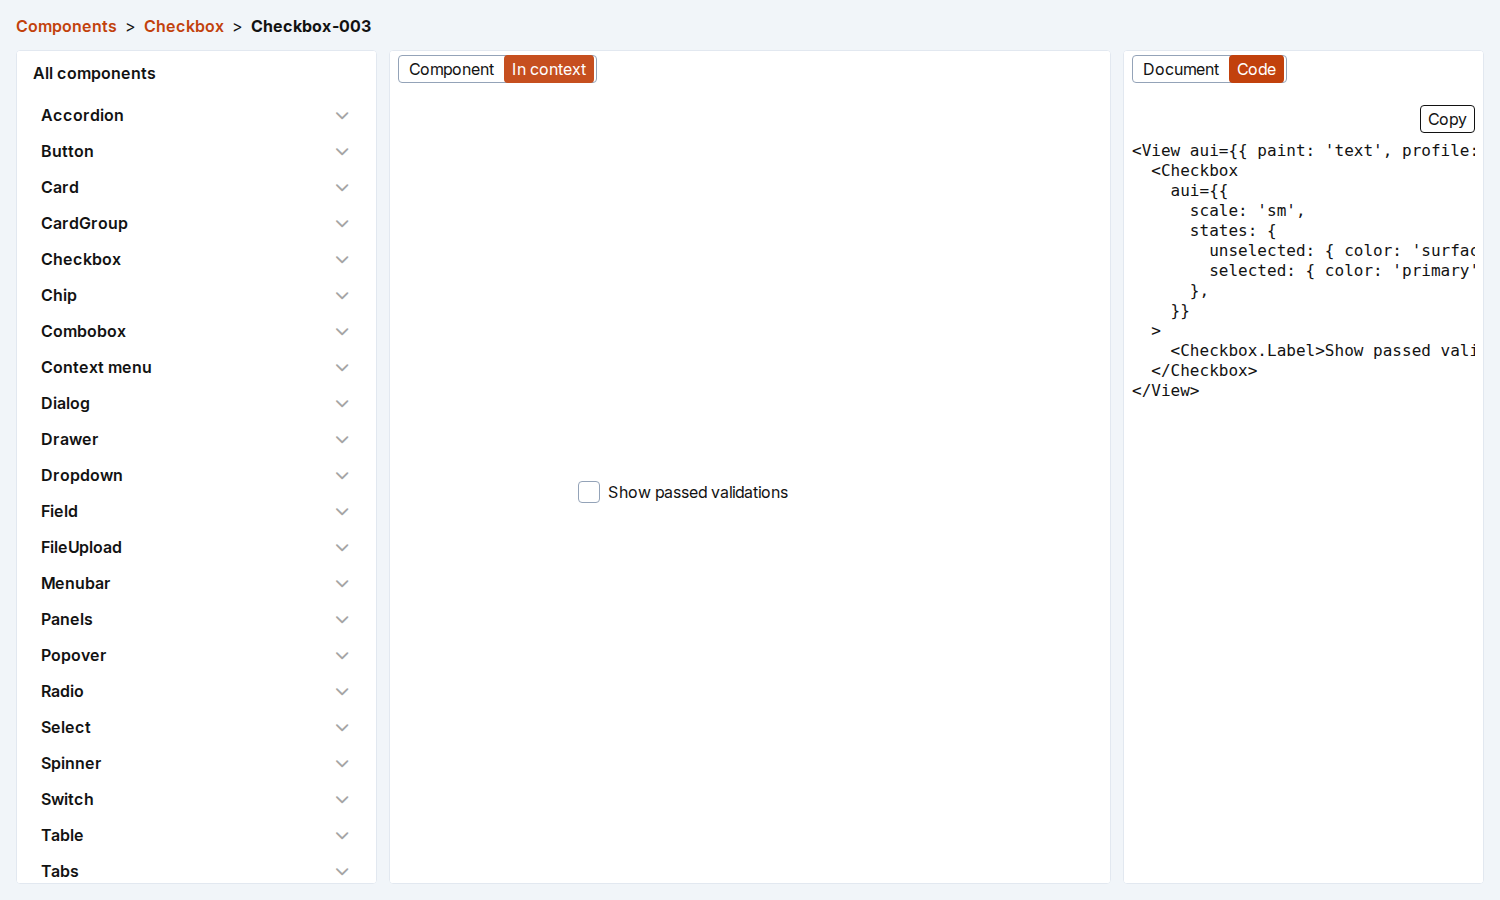 Components > Checkbox > Checkbox-003
All components
Accordion
Button
Card
CardGroup
Checkbox
Chip
Combobox
Context menu
Dialog
Drawer
Dropdown
Field
FileUpload
Menubar
Panels
Popover
Radio
Select
Spinner
Switch
Table
Tabs
Component In context
Show passed validations
Document Code
Copy
<View aui={{ paint: 'text', profile:
  <Checkbox
    aui={{
      scale: 'sm',
      states: {
        unselected: { color: 'surfac
        selected: { color: 'primary'
      },
    }}
  >
    <Checkbox.Label>Show passed vali
  </Checkbox>
</View>